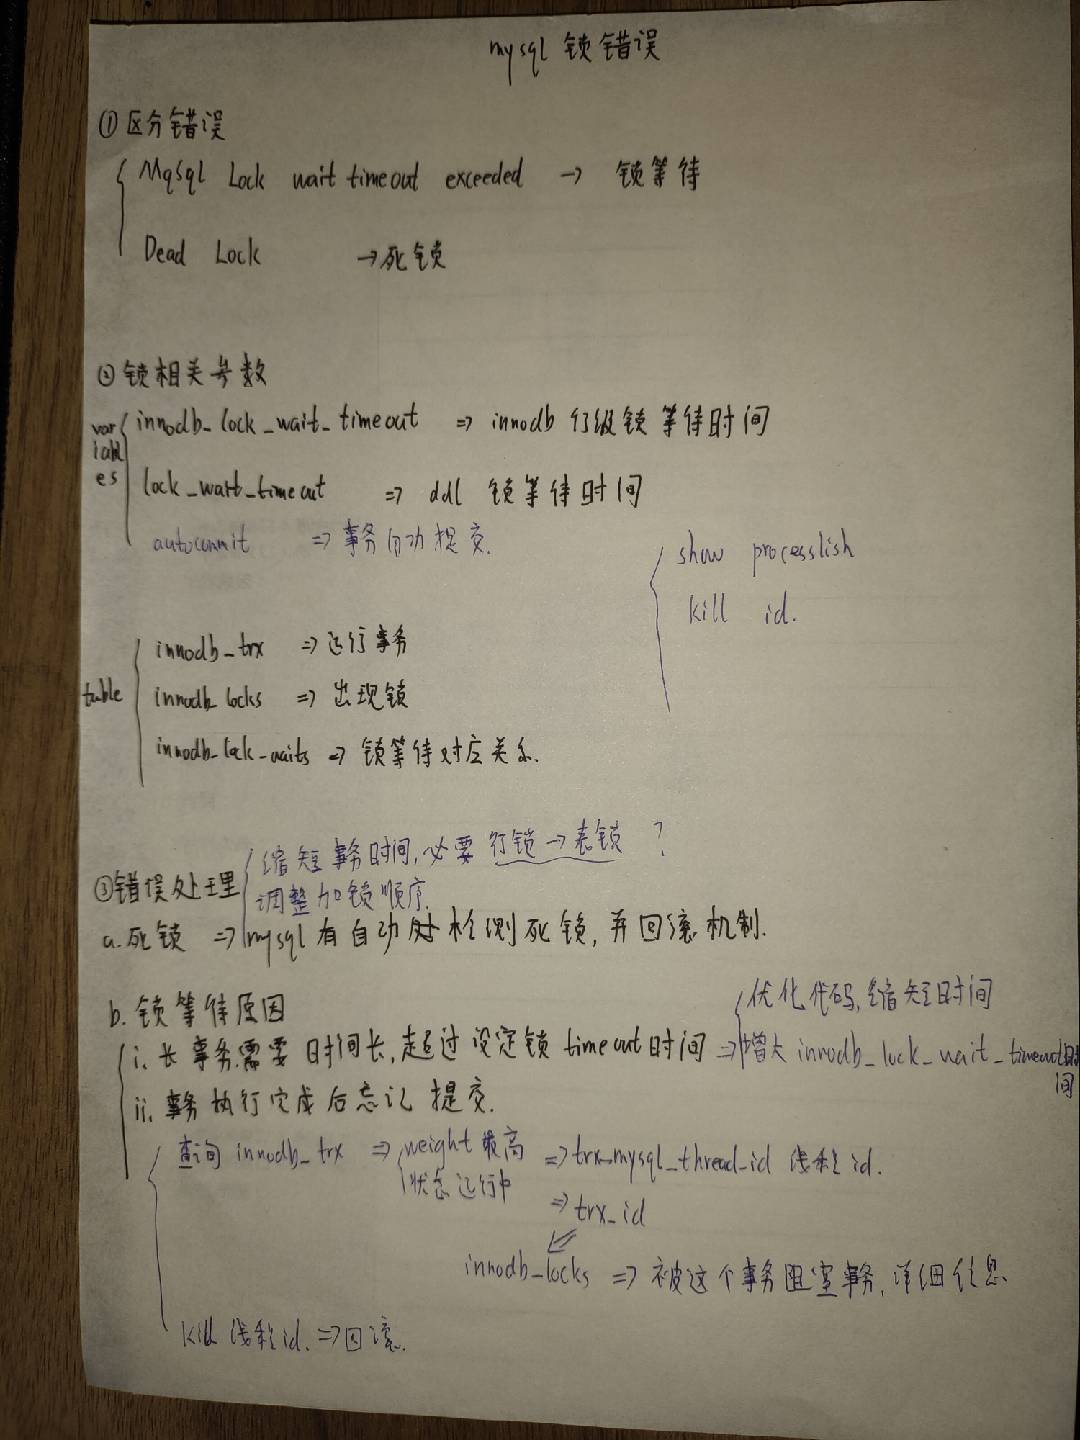 mysql 锁错误
① 区分错误
Mysql Lock wait timeout exceeded → 锁等待
Dead Lock → 死锁
② 锁相关参数
variables
innodb_lock_wait_timeout => innodb 行级锁等待时间
lock_wait_timeout => ddl 锁等待时间
autocommit => 事务自动提交.
show processlish
kill id.
table
innodb_trx => 运行事务
innodb_locks => 出现锁
innodb_lock_waits => 锁等待对应关系.
缩短事务时间, 必要行锁→表锁 ?
调整加锁顺序.
③ 错误处理
a. 死锁 => mysql 有自动处检测死锁, 并回滚机制.
b. 锁等待原因
i. 长事务需要时间长, 超过设定锁 timeout 时间 =>
优化代码, 缩短时间
增大 innodb_lock_wait_timeout 时间
ii. 事务执行完成后忘记提交.
查询 innodb_trx => weight 最高
状态运行中
=> trx_mysql_thread_id 线程 id.
=> trx_id
innodb_locks => 被这个事务阻塞事务, 详细信息.
kill 线程id. => 回滚.